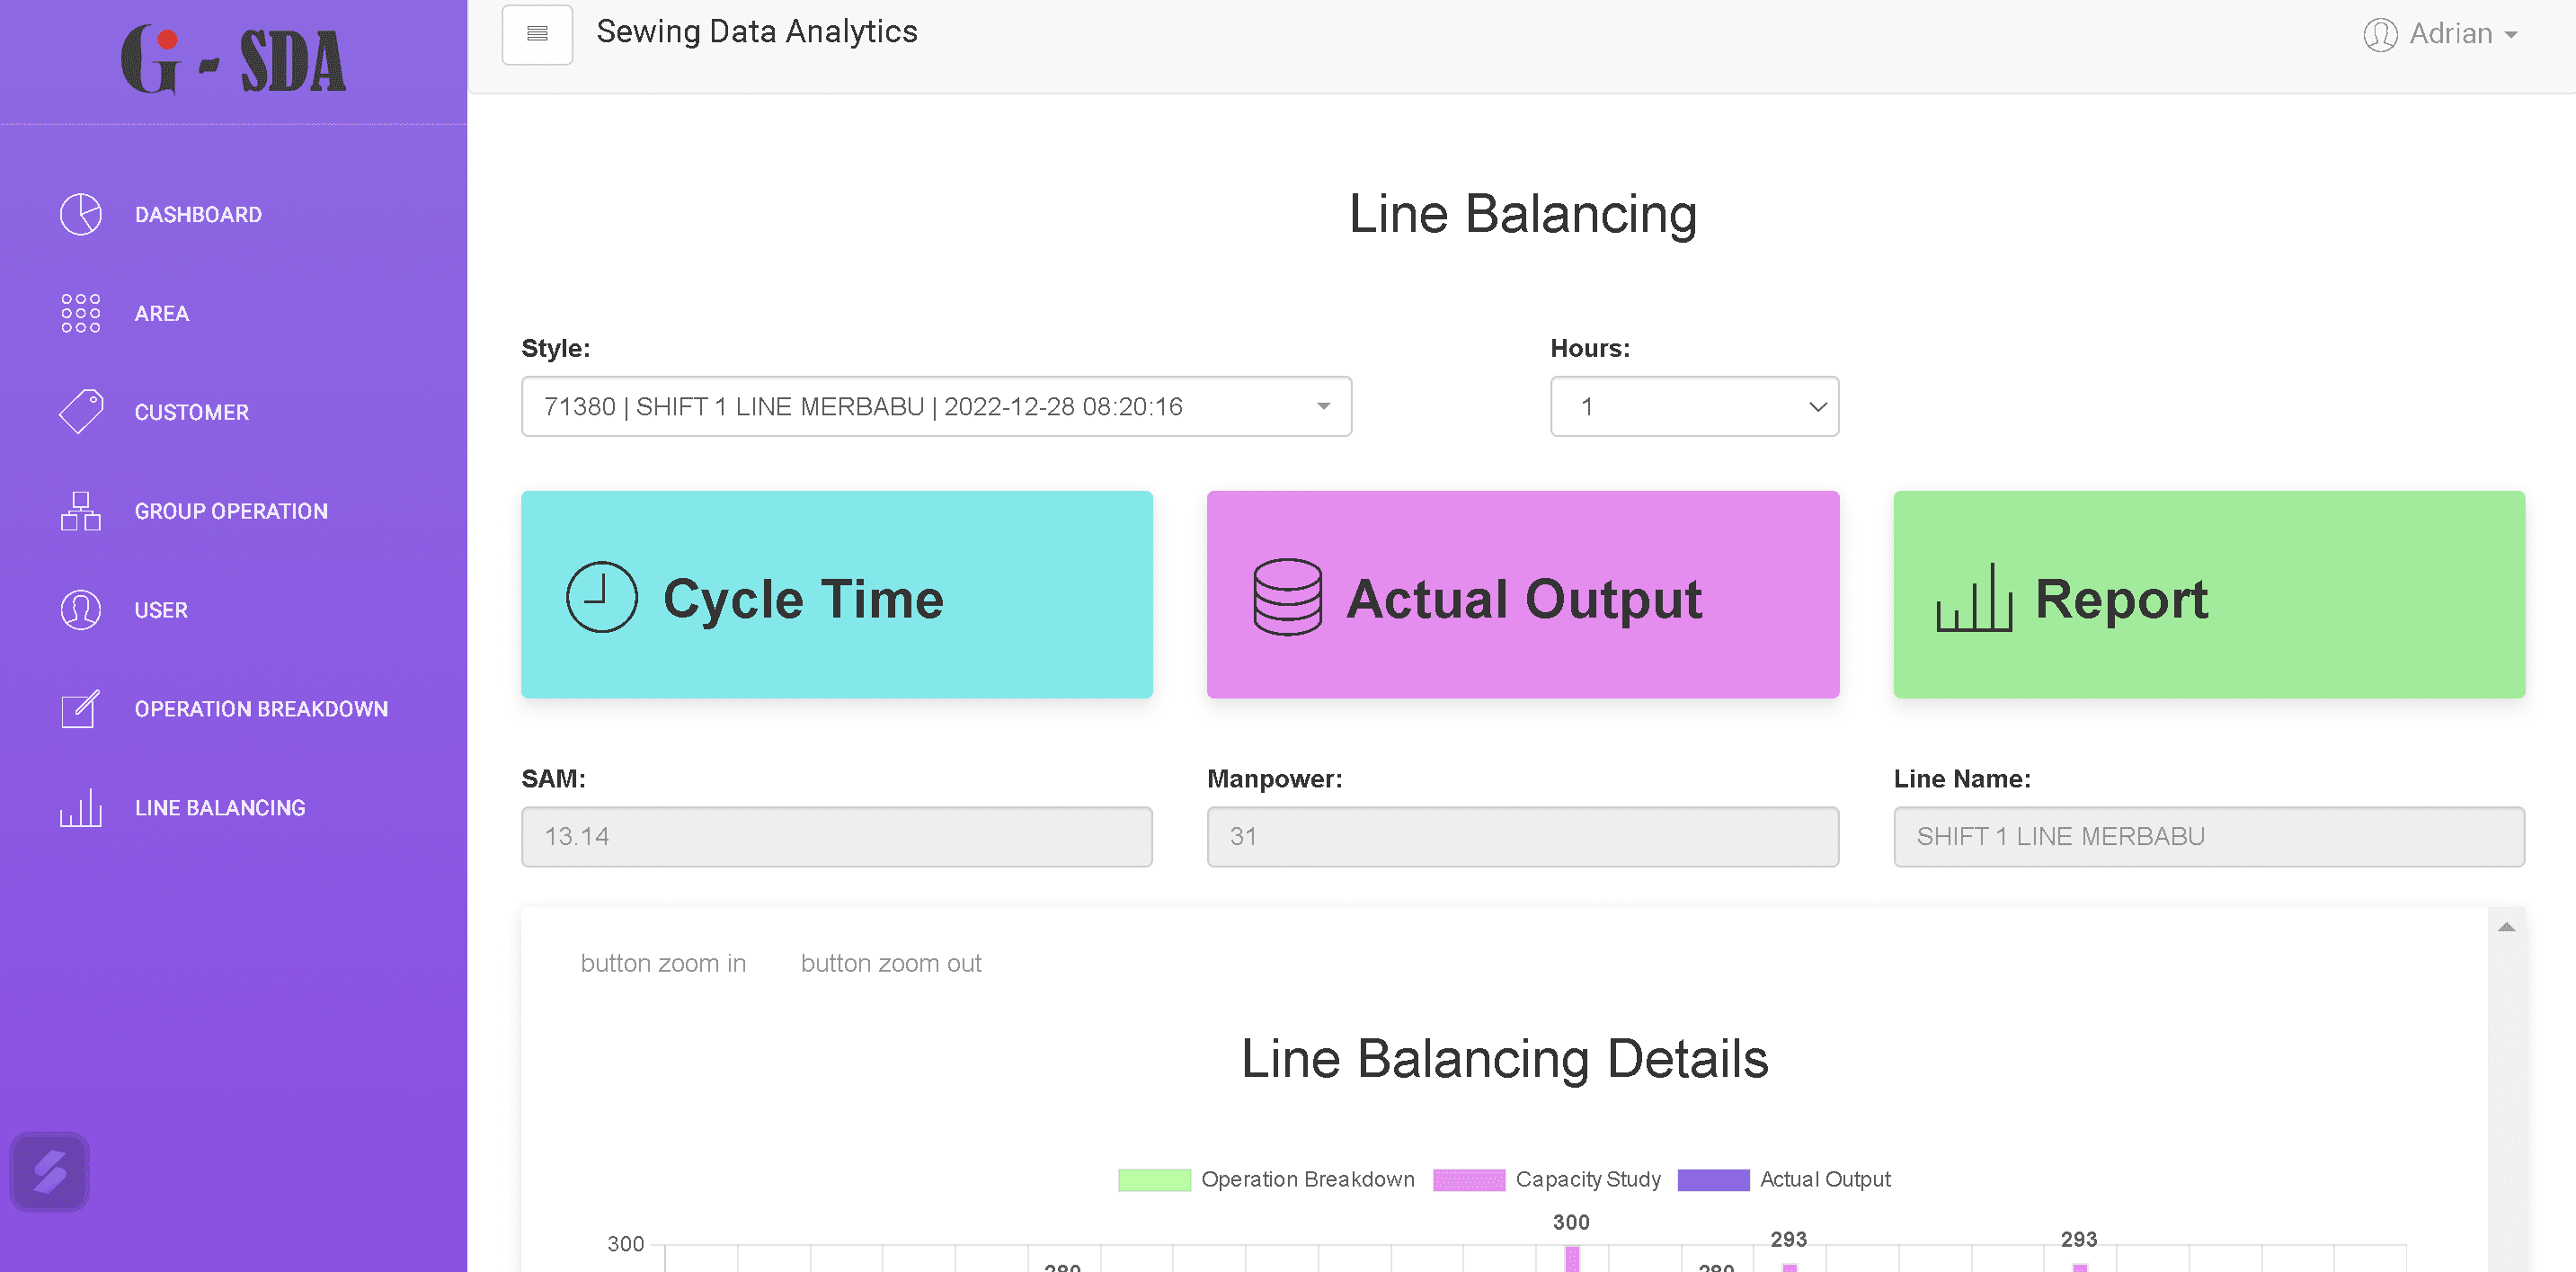 G - SDA
Sewing Data Analytics
Adrian
DASHBOARD
AREA
CUSTOMER
GROUP OPERATION
USER
OPERATION BREAKDOWN
LINE BALANCING
Line Balancing
Style:
Hours:
71380 | SHIFT 1 LINE MERBABU | 2022-12-28 08:20:16
1
Cycle Time
Actual Output
Report
SAM:
Manpower:
Line Name:
13.14
31
SHIFT 1 LINE MERBABU
button zoom in
button zoom out
Line Balancing Details
Operation Breakdown
Capacity Study
Actual Output
300
293
293
300